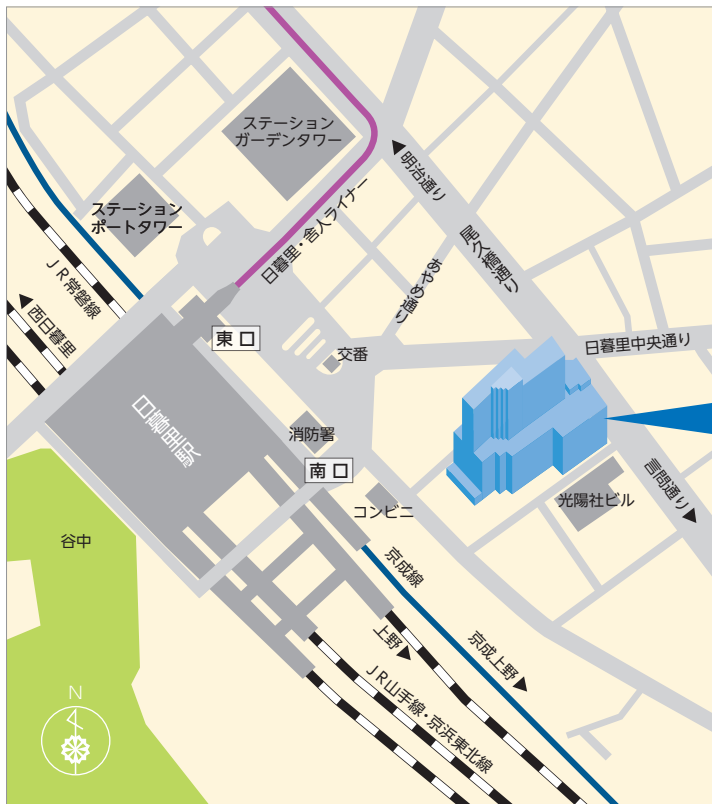 ステーション
ガーデンタワー
明治通り
ステーション
ポートタワー
日暮里・舎人ライナー
尾久橋通り
あやめ通り
JR常磐線
西日暮里
東口
交番
日暮里中央通り
日暮里駅
消防署
南口
コンビニ
光陽社ビル
言問通り
谷中
京成線
上野
京成上野
JR山手線・京浜東北線
N